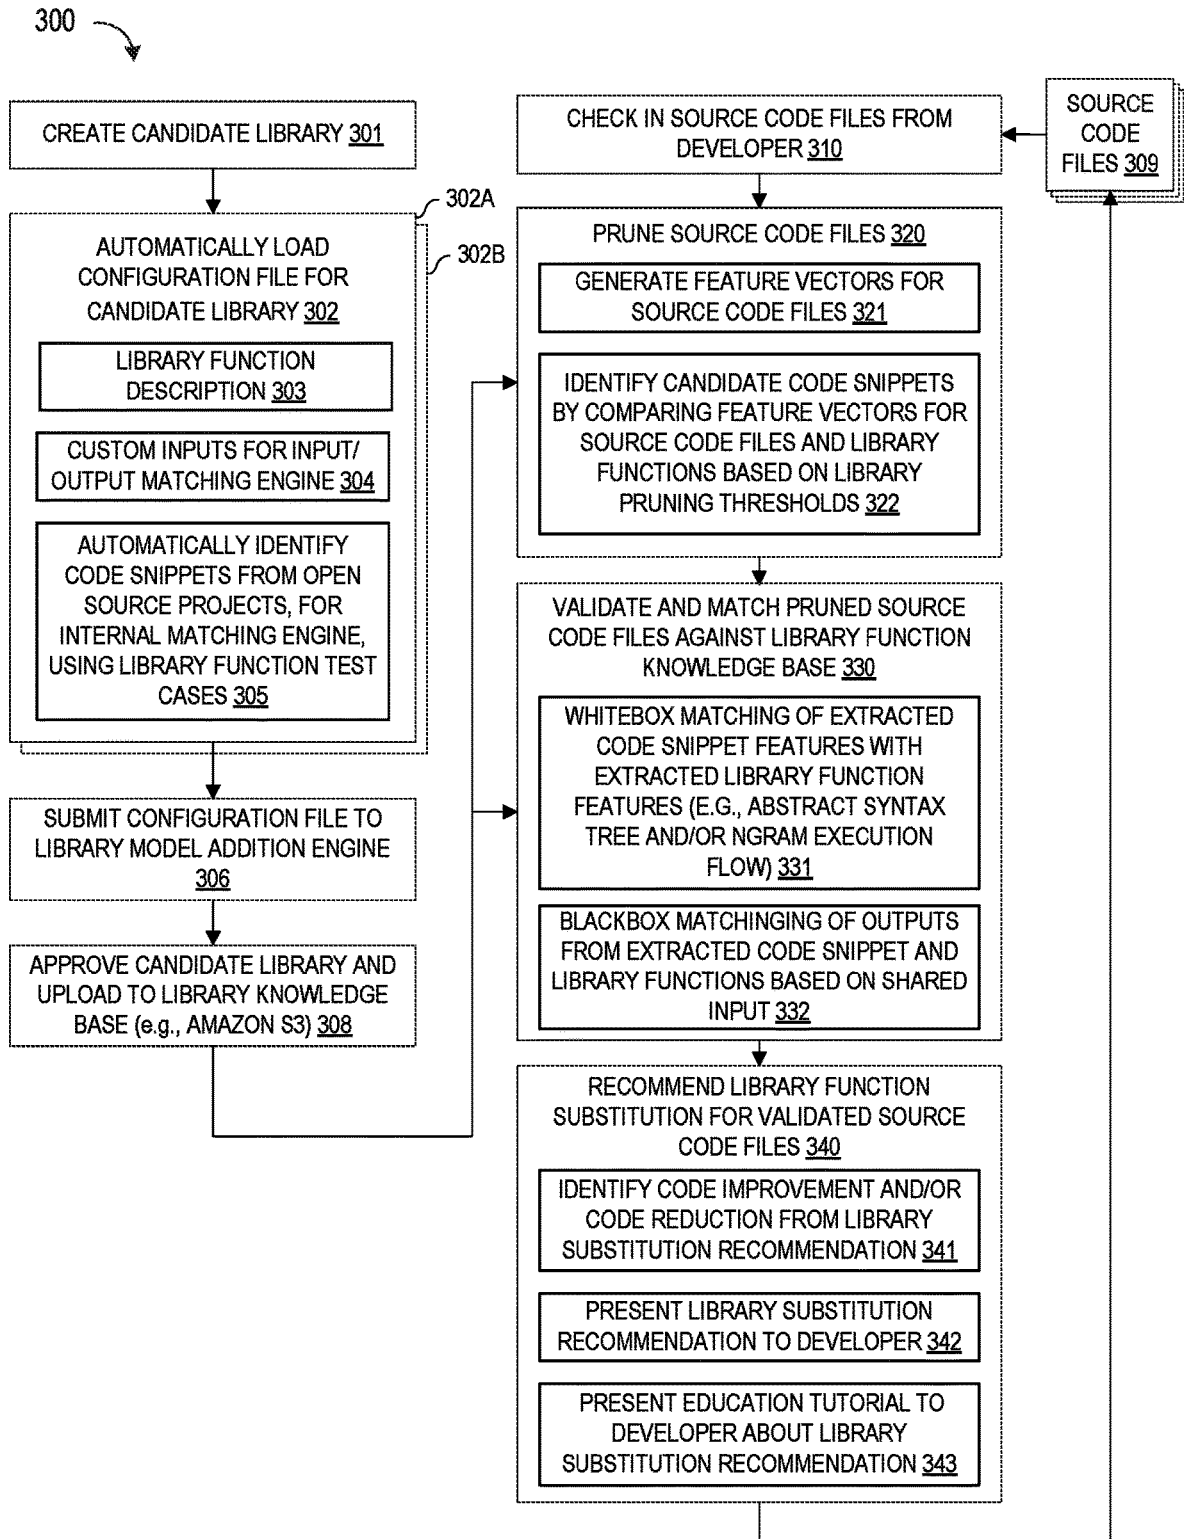 300
CREATE CANDIDATE LIBRARY 301
302A
302B
AUTOMATICALLY LOAD
CONFIGURATION FILE FOR
CANDIDATE LIBRARY 302
LIBRARY FUNCTION
DESCRIPTION 303
CUSTOM INPUTS FOR INPUT/
OUTPUT MATCHING ENGINE 304
AUTOMATICALLY IDENTIFY
CODE SNIPPETS FROM OPEN
SOURCE PROJECTS, FOR
INTERNAL MATCHING ENGINE,
USING LIBRARY FUNCTION TEST
CASES 305
SUBMIT CONFIGURATION FILE TO
LIBRARY MODEL ADDITION ENGINE
306
APPROVE CANDIDATE LIBRARY AND
UPLOAD TO LIBRARY KNOWLEDGE
BASE (e.g., AMAZON S3) 308
SOURCE
CODE
FILES 309
CHECK IN SOURCE CODE FILES FROM
DEVELOPER 310
PRUNE SOURCE CODE FILES 320
GENERATE FEATURE VECTORS FOR
SOURCE CODE FILES 321
IDENTIFY CANDIDATE CODE SNIPPETS
BY COMPARING FEATURE VECTORS FOR
SOURCE CODE FILES AND LIBRARY
FUNCTIONS BASED ON LIBRARY
PRUNING THRESHOLDS 322
VALIDATE AND MATCH PRUNED SOURCE
CODE FILES AGAINST LIBRARY FUNCTION
KNOWLEDGE BASE 330
WHITEBOX MATCHING OF EXTRACTED
CODE SNIPPET FEATURES WITH
EXTRACTED LIBRARY FUNCTION
FEATURES (E.G., ABSTRACT SYNTAX
TREE AND/OR NGRAM EXECUTION
FLOW) 331
BLACKBOX MATCHINGING OF OUTPUTS
FROM EXTRACTED CODE SNIPPET AND
LIBRARY FUNCTIONS BASED ON SHARED
INPUT 332
RECOMMEND LIBRARY FUNCTION
SUBSTITUTION FOR VALIDATED SOURCE
CODE FILES 340
IDENTIFY CODE IMPROVEMENT AND/OR
CODE REDUCTION FROM LIBRARY
SUBSTITUTION RECOMMENDATION 341
PRESENT LIBRARY SUBSTITUTION
RECOMMENDATION TO DEVELOPER 342
PRESENT EDUCATION TUTORIAL TO
DEVELOPER ABOUT LIBRARY
SUBSTITUTION RECOMMENDATION 343